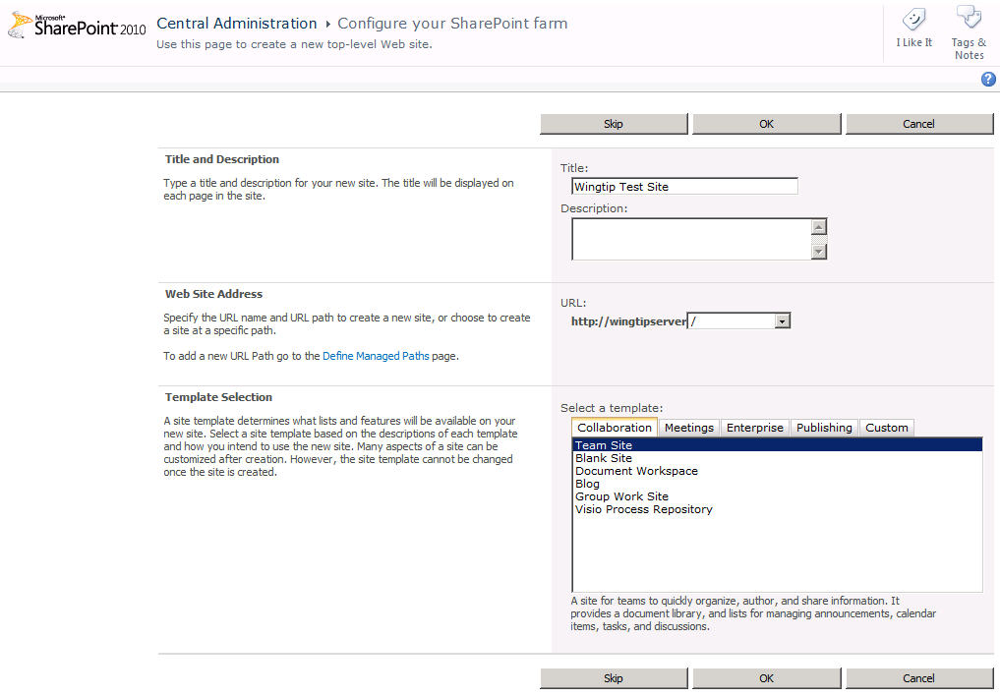 Microsoft®
SharePoint 2010
Central Administration ▸ Configure your SharePoint farm
Use this page to create a new top-level Web site.
I Like It
Tags &
Notes
?
Skip
OK
Cancel
Title and Description
Type a title and description for your new site. The title will be displayed on
each page in the site.
Title:
Wingtip Test Site
Description:
Web Site Address
Specify the URL name and URL path to create a new site, or choose to create
a site at a specific path.
To add a new URL Path go to the Define Managed Paths page.
URL:
http://wingtipserver /
Template Selection
A site template determines what lists and features will be available on your
new site. Select a site template based on the descriptions of each template
and how you intend to use the new site. Many aspects of a site can be
customized after creation. However, the site template cannot be changed
once the site is created.
Select a template:
Collaboration Meetings Enterprise Publishing Custom
Team Site
Blank Site
Document Workspace
Blog
Group Work Site
Visio Process Repository
A site for teams to quickly organize, author, and share information. It
provides a document library, and lists for managing announcements, calendar
items, tasks, and discussions.
Skip
OK
Cancel